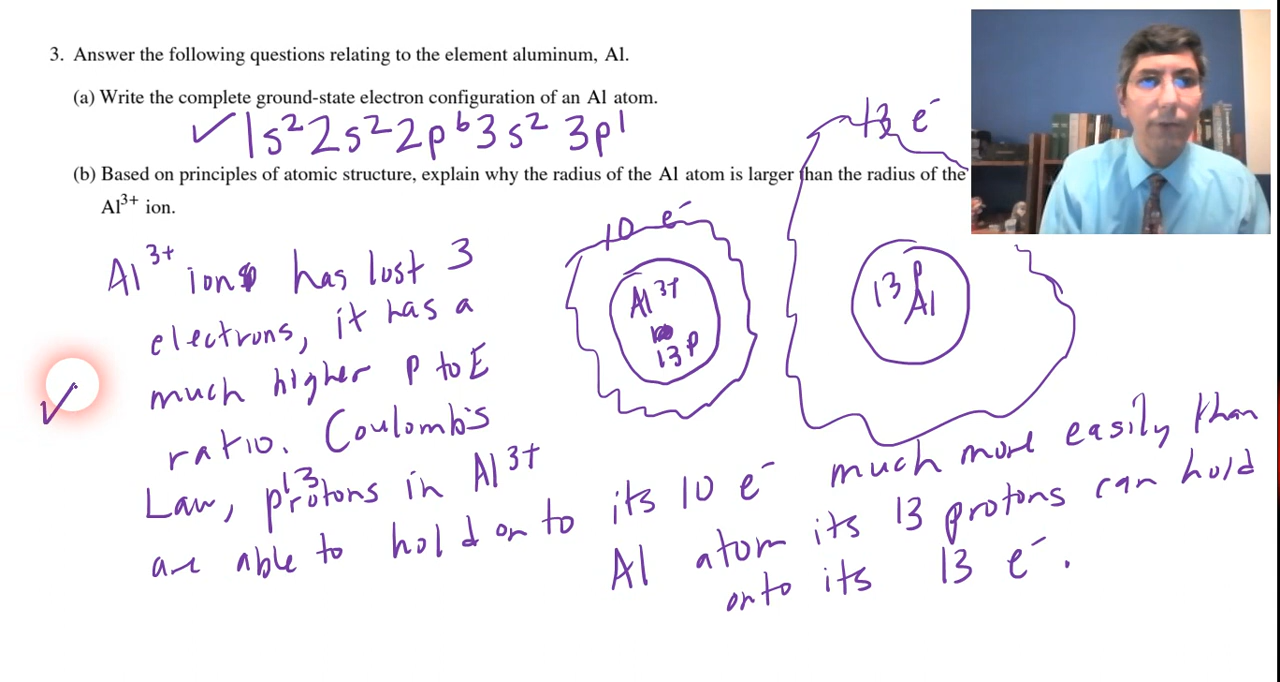 3. Answer the following questions relating to the element aluminum, Al.
(a) Write the complete ground-state electron configuration of an Al atom.
✓ 1s²2s²2p⁶3s² 3p¹
13 e⁻
(b) Based on principles of atomic structure, explain why the radius of the Al atom is larger than the radius of the
Al³⁺ ion.
10 e⁻
Al³⁺
13 P
13 P
Al
Al³⁺ ion has lost 3
electrons, it has a
much higher P to E
✓
ratio. Coulomb's
Law, 13 protons in Al³⁺
are able to hold on to its 10 e⁻ much more easily than
Al atom its 13 protons can hold
onto its 13 e⁻.